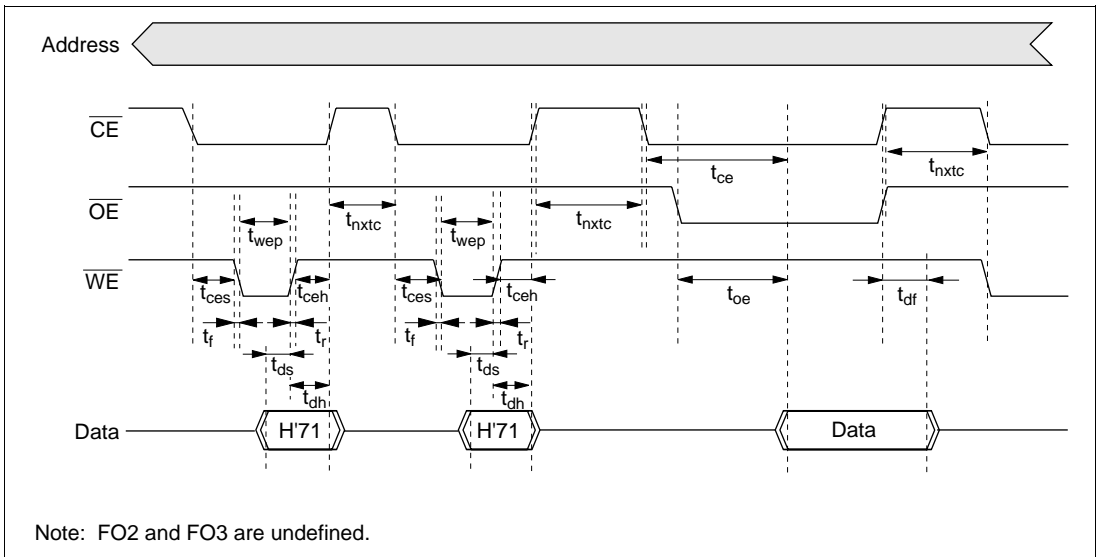 Address
CE
t_nxtc
t_ce
OE
t_wep
t_nxtc
t_wep
t_nxtc
WE
t_ces
t_ceh
t_ces
t_ceh
t_oe
t_df
t_f
t_r
t_f
t_r
t_ds
t_ds
t_dh
t_dh
Data
H'71
H'71
Data
Note: FO2 and FO3 are undefined.